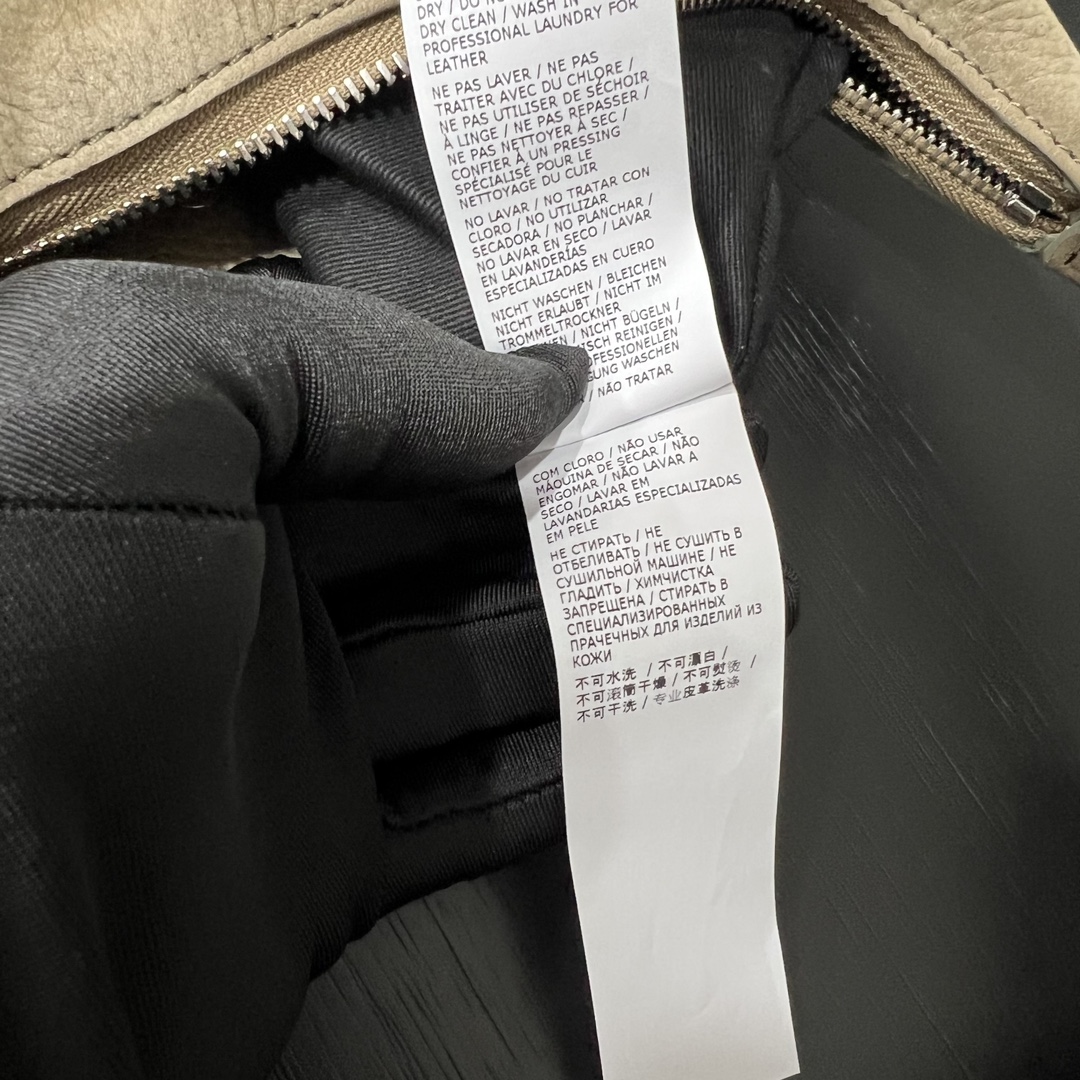 DRY / DO
DRY CLEAN / WASH IN
PROFESSIONAL LAUNDRY FOR
LEATHER
NE PAS LAVER / NE PAS
TRAITER AVEC DU CHLORE /
NE PAS UTILISER DE SÉCHOIR
À LINGE / NE PAS REPASSER /
NE PAS NETTOYER À SEC /
CONFIER À UN PRESSING
SPÉCIALISÉ POUR LE
NETTOYAGE DU CUIR
NO LAVAR / NO TRATAR CON
CLORO / NO UTILIZAR
SECADORA / NO PLANCHAR /
NO LAVAR EN SECO / LAVAR
EN LAVANDERÍAS
ESPECIALIZADAS EN CUERO
NICHT WASCHEN / BLEICHEN
NICHT ERLAUBT / NICHT IM
TROMMELTROCKNER
/ NICHT BÜGELN /
REINIGEN /
WASCHEN
/ NÃO TRATAR
COM CLORO / NÃO USAR
MÁQUINA DE SECAR / NÃO
ENGOMAR / NÃO LAVAR A
SECO / LAVAR EM
LAVANDARIAS ESPECIALIZADAS
EM PELE
НЕ СТИРАТЬ / НЕ
ОТБЕЛИВАТЬ / НЕ СУШИТЬ В
СУШИЛЬНОЙ МАШИНЕ / НЕ
ГЛАДИТЬ / ХИМЧИСТКА
ЗАПРЕЩЕНА / СТИРАТЬ В
СПЕЦИАЛИЗИРОВАННЫХ
ПРАЧЕЧНЫХ ДЛЯ ИЗДЕЛИЙ ИЗ
КОЖИ
不可水洗 / 不可漂白 /
不可滚筒干燥 / 不可熨烫 /
不可干洗 / 专业皮革洗涤